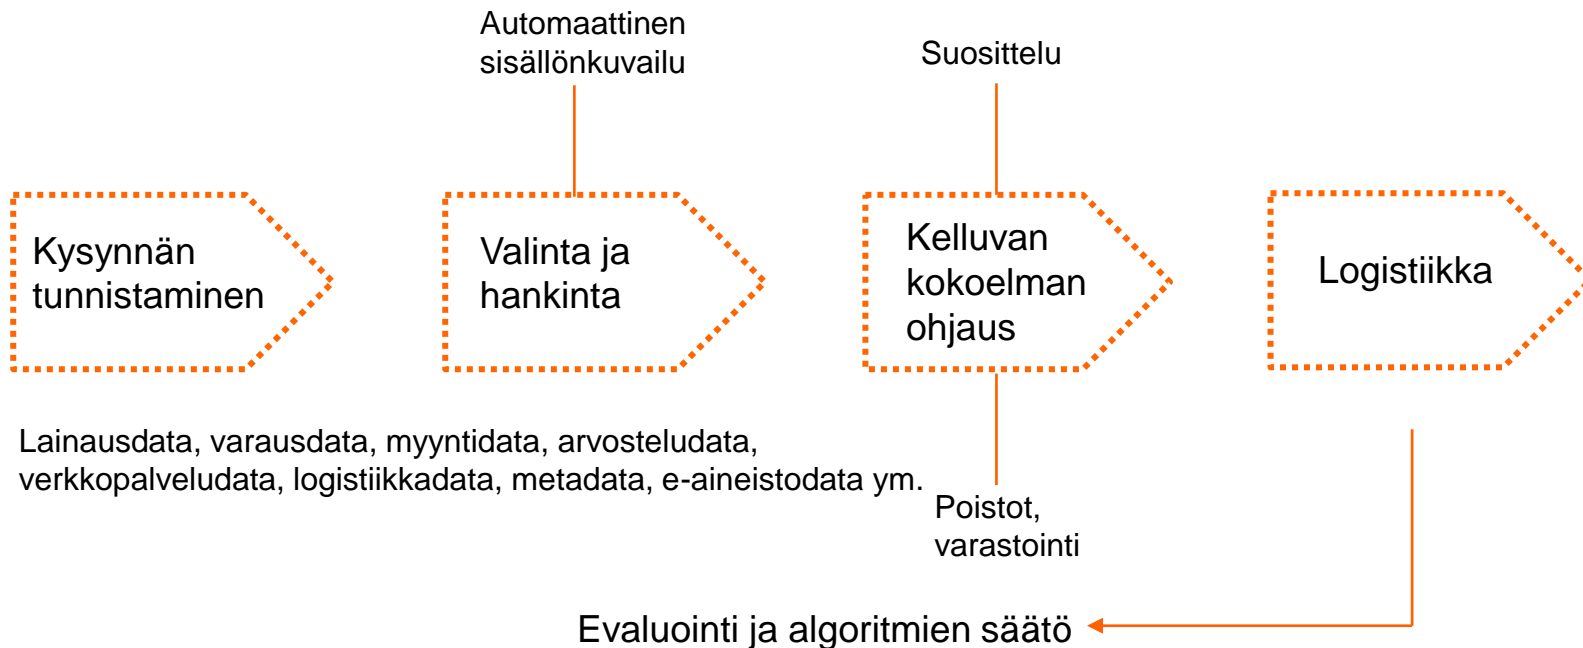 Automaattinen
sisällönkuvailu
Suosittelu
Kysynnän
tunnistaminen
Valinta ja
hankinta
Kelluvan
kokoelman
ohjaus
Logistiikka
Lainausdata, varausdata, myyntidata, arvosteludata,
verkkopalveludata, logistiikkadata, metadata, e-aineistodata ym.
Poistot,
varastointi
Evaluointi ja algoritmien säätö